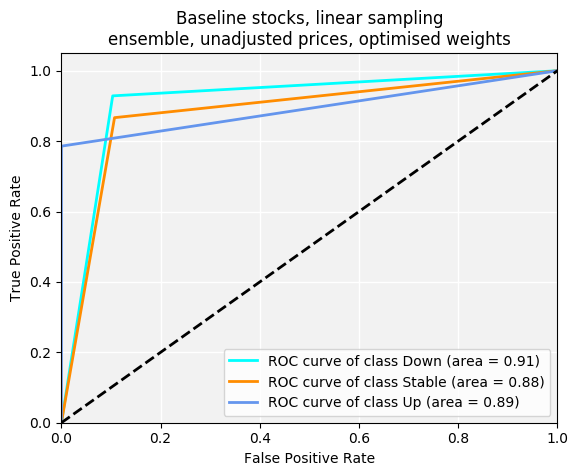 Baseline stocks, linear sampling
ensemble, unadjusted prices, optimised weights
True Positive Rate
1.0
0.8
0.6
0.4
0.2
0.0
ROC curve of class Down (area = 0.91)
ROC curve of class Stable (area = 0.88)
ROC curve of class Up (area = 0.89)
0.0 0.2 0.4 0.6 0.8 1.0
False Positive Rate